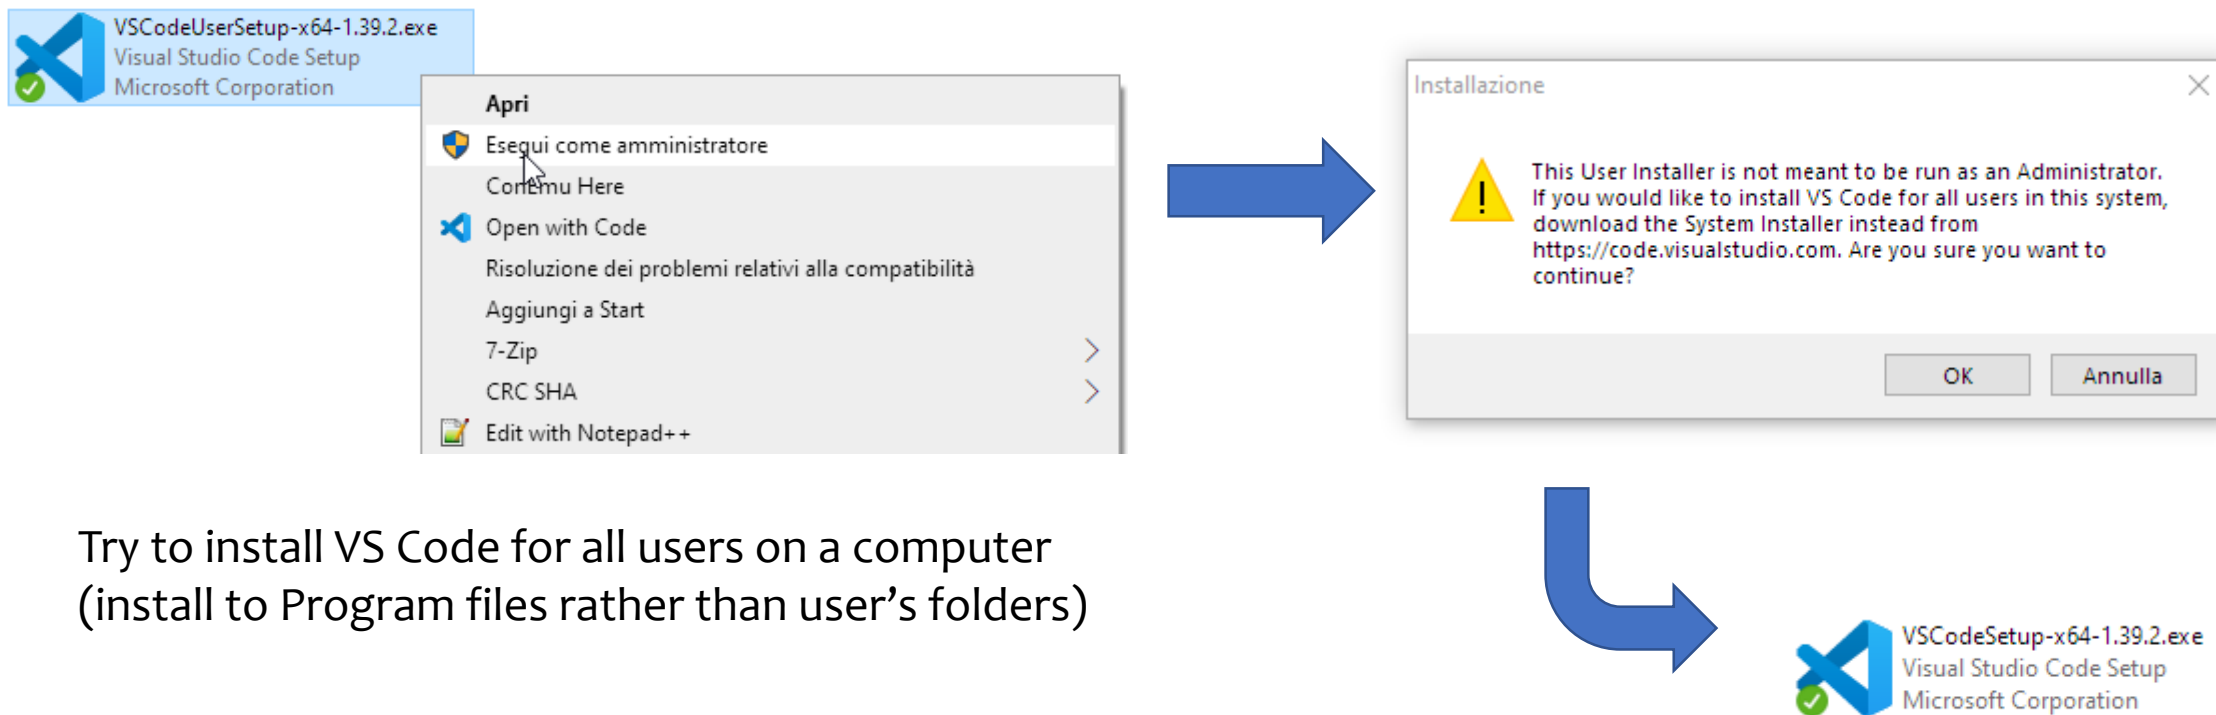 VSCodeUserSetup-x64-1.39.2.exe
Visual Studio Code Setup
Microsoft Corporation
Apri
Esegui come amministratore
ConEmu Here
Open with Code
Risoluzione dei problemi relativi alla compatibilità
Aggiungi a Start
7-Zip
CRC SHA
Edit with Notepad++
Installazione
This User Installer is not meant to be run as an Administrator.
If you would like to install VS Code for all users in this system,
download the System Installer instead from
https://code.visualstudio.com. Are you sure you want to
continue?
OK
Annulla
Try to install VS Code for all users on a computer
(install to Program files rather than user’s folders)
VSCodeSetup-x64-1.39.2.exe
Visual Studio Code Setup
Microsoft Corporation